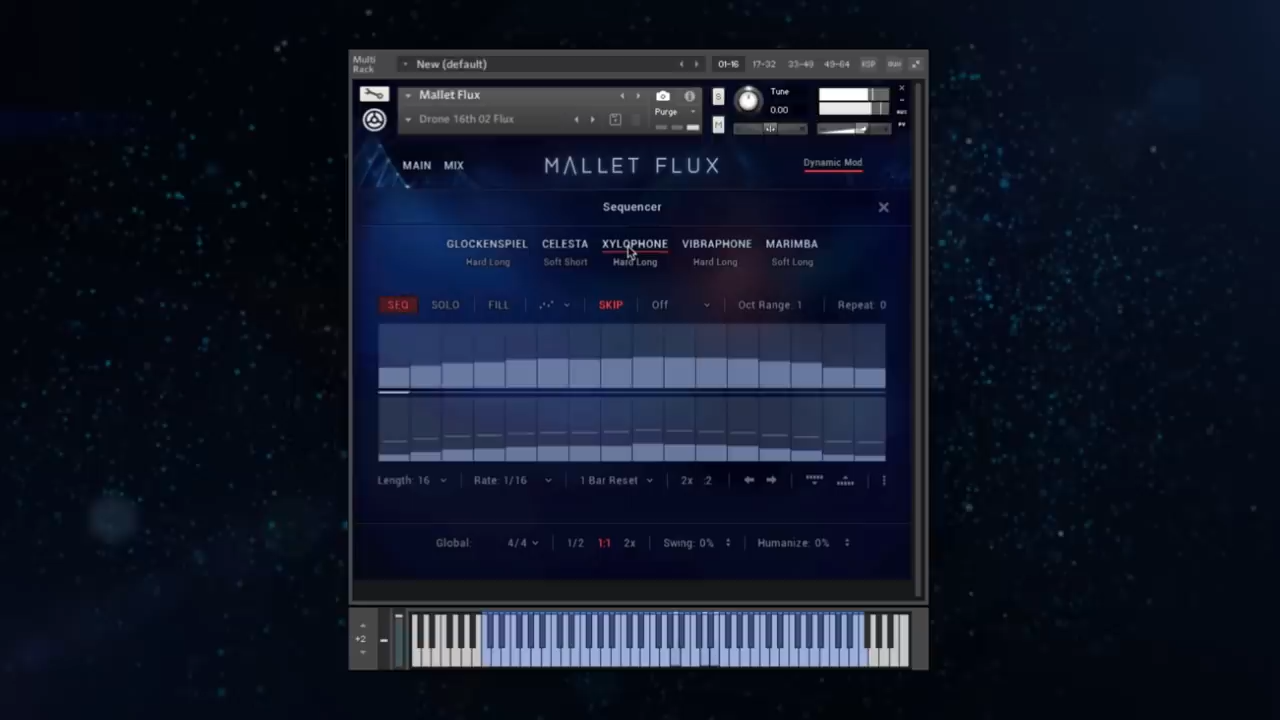 Multi
Rack
New (default)
01-16 17-32 33-48 49-64 KSP aux
Mallet Flux
Purge
Drone 16th 02 Flux
S
M
Tune
0.00
MAIN MIX
MALLET FLUX
Dynamic Mod
Sequencer
GLOCKENSPIEL CELESTA XYLOPHONE VIBRAPHONE MARIMBA
Hard Long Soft Short Hard Long Hard Long Soft Long
SEQ SOLO FILL SKIP Off Oct Range: 1 Repeat: 0
Length: 16 Rate: 1/16 1 Bar Reset 2x :2
Global: 4/4 1/2 1:1 2x Swing: 0% Humanize: 0%
+2